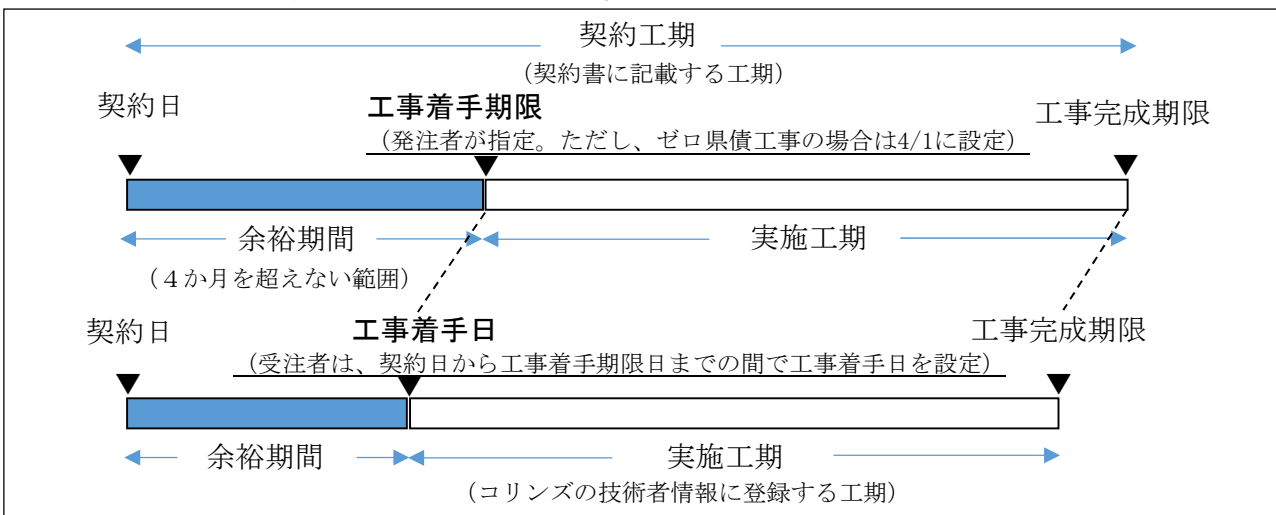 契約工期
（契約書に記載する工期）
契約日
工事着手期限
工事完成期限
（発注者が指定。ただし、ゼロ県債工事の場合は4/1に設定）
余裕期間
実施工期
（４か月を超えない範囲）
契約日
工事着手日
工事完成期限
（受注者は、契約日から工事着手期限日までの間で工事着手日を設定）
余裕期間
実施工期
（コリンズの技術者情報に登録する工期）